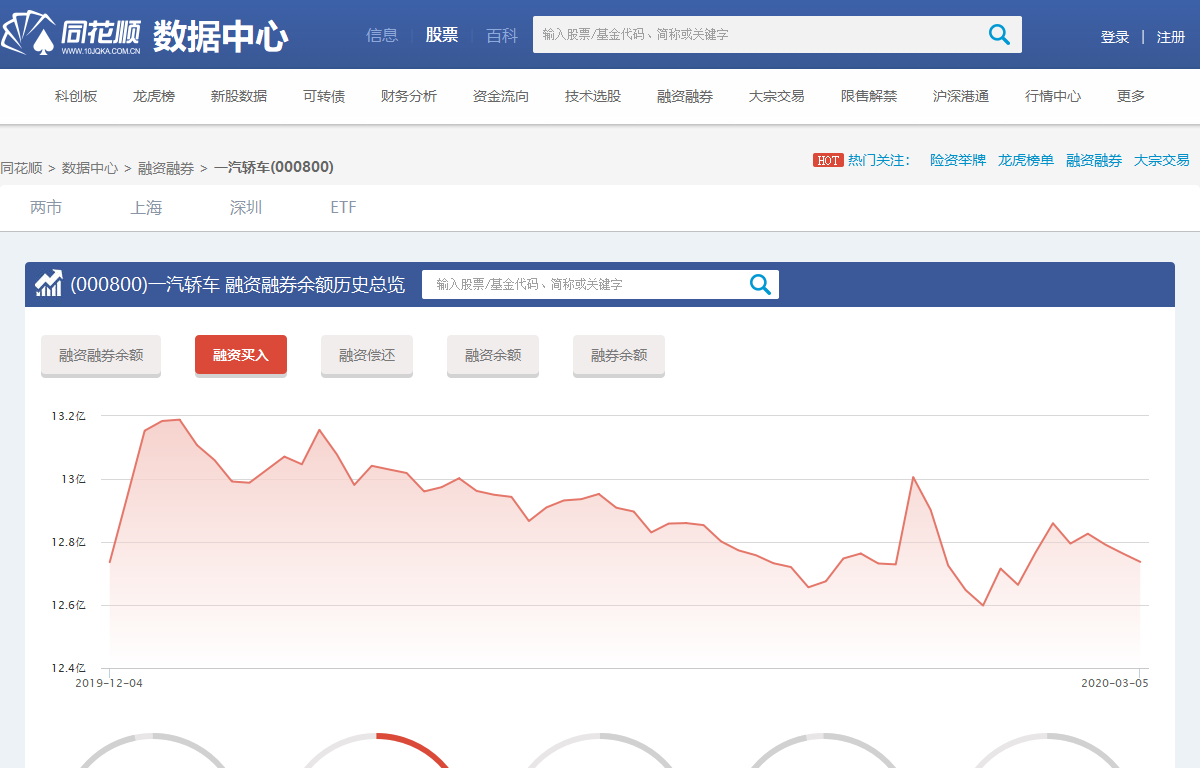 同花顺 数据中心
WWW.10JQKA.COM.CN
信息 股票 百科
输入股票/基金代码、简称或关键字
登录 | 注册
科创板 龙虎榜 新股数据 可转债 财务分析 资金流向 技术选股 融资融券 大宗交易 限售解禁 沪深港通 行情中心 更多
同花顺 > 数据中心 > 融资融券 > 一汽轿车(000800)
HOT 热门关注： 险资举牌 龙虎榜单 融资融券 大宗交易
两市 上海 深圳 ETF
(000800)一汽轿车 融资融券余额历史总览
输入股票/基金代码、简称或关键字
融资融券余额 融资买入 融资偿还 融资余额 融券余额
13.2亿
13亿
12.8亿
12.6亿
12.4亿
2019-12-04 2020-03-05